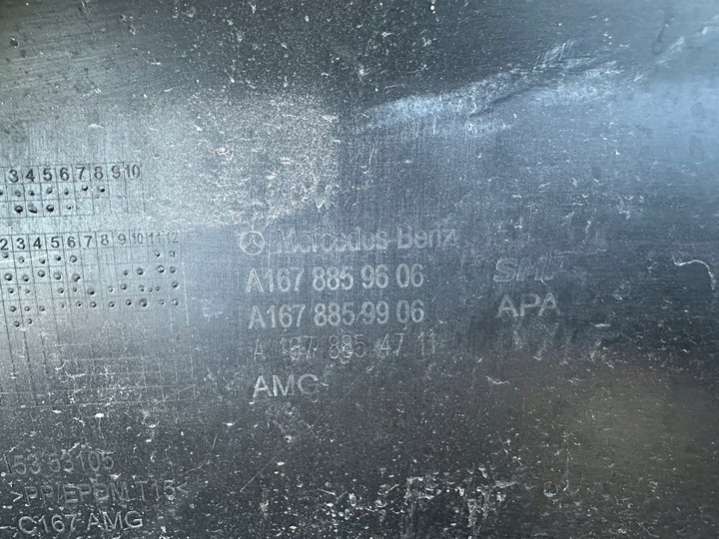 3 4 5 6 7 8 9 10
2 3 4 5 6 7 8 9 10 11 12
Mercedes-Benz
A167 885 96 06
A167 885 99 06
A 167 885 47 11
AMG
SMC
APA
>PP/EPDM T15<
C167 AMG